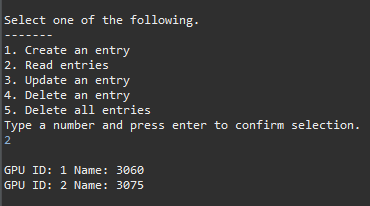 Select one of the following.
-------
1. Create an entry
2. Read entries
3. Update an entry
4. Delete an entry
5. Delete all entries
Type a number and press enter to confirm selection.
2
GPU ID: 1 Name: 3060
GPU ID: 2 Name: 3075